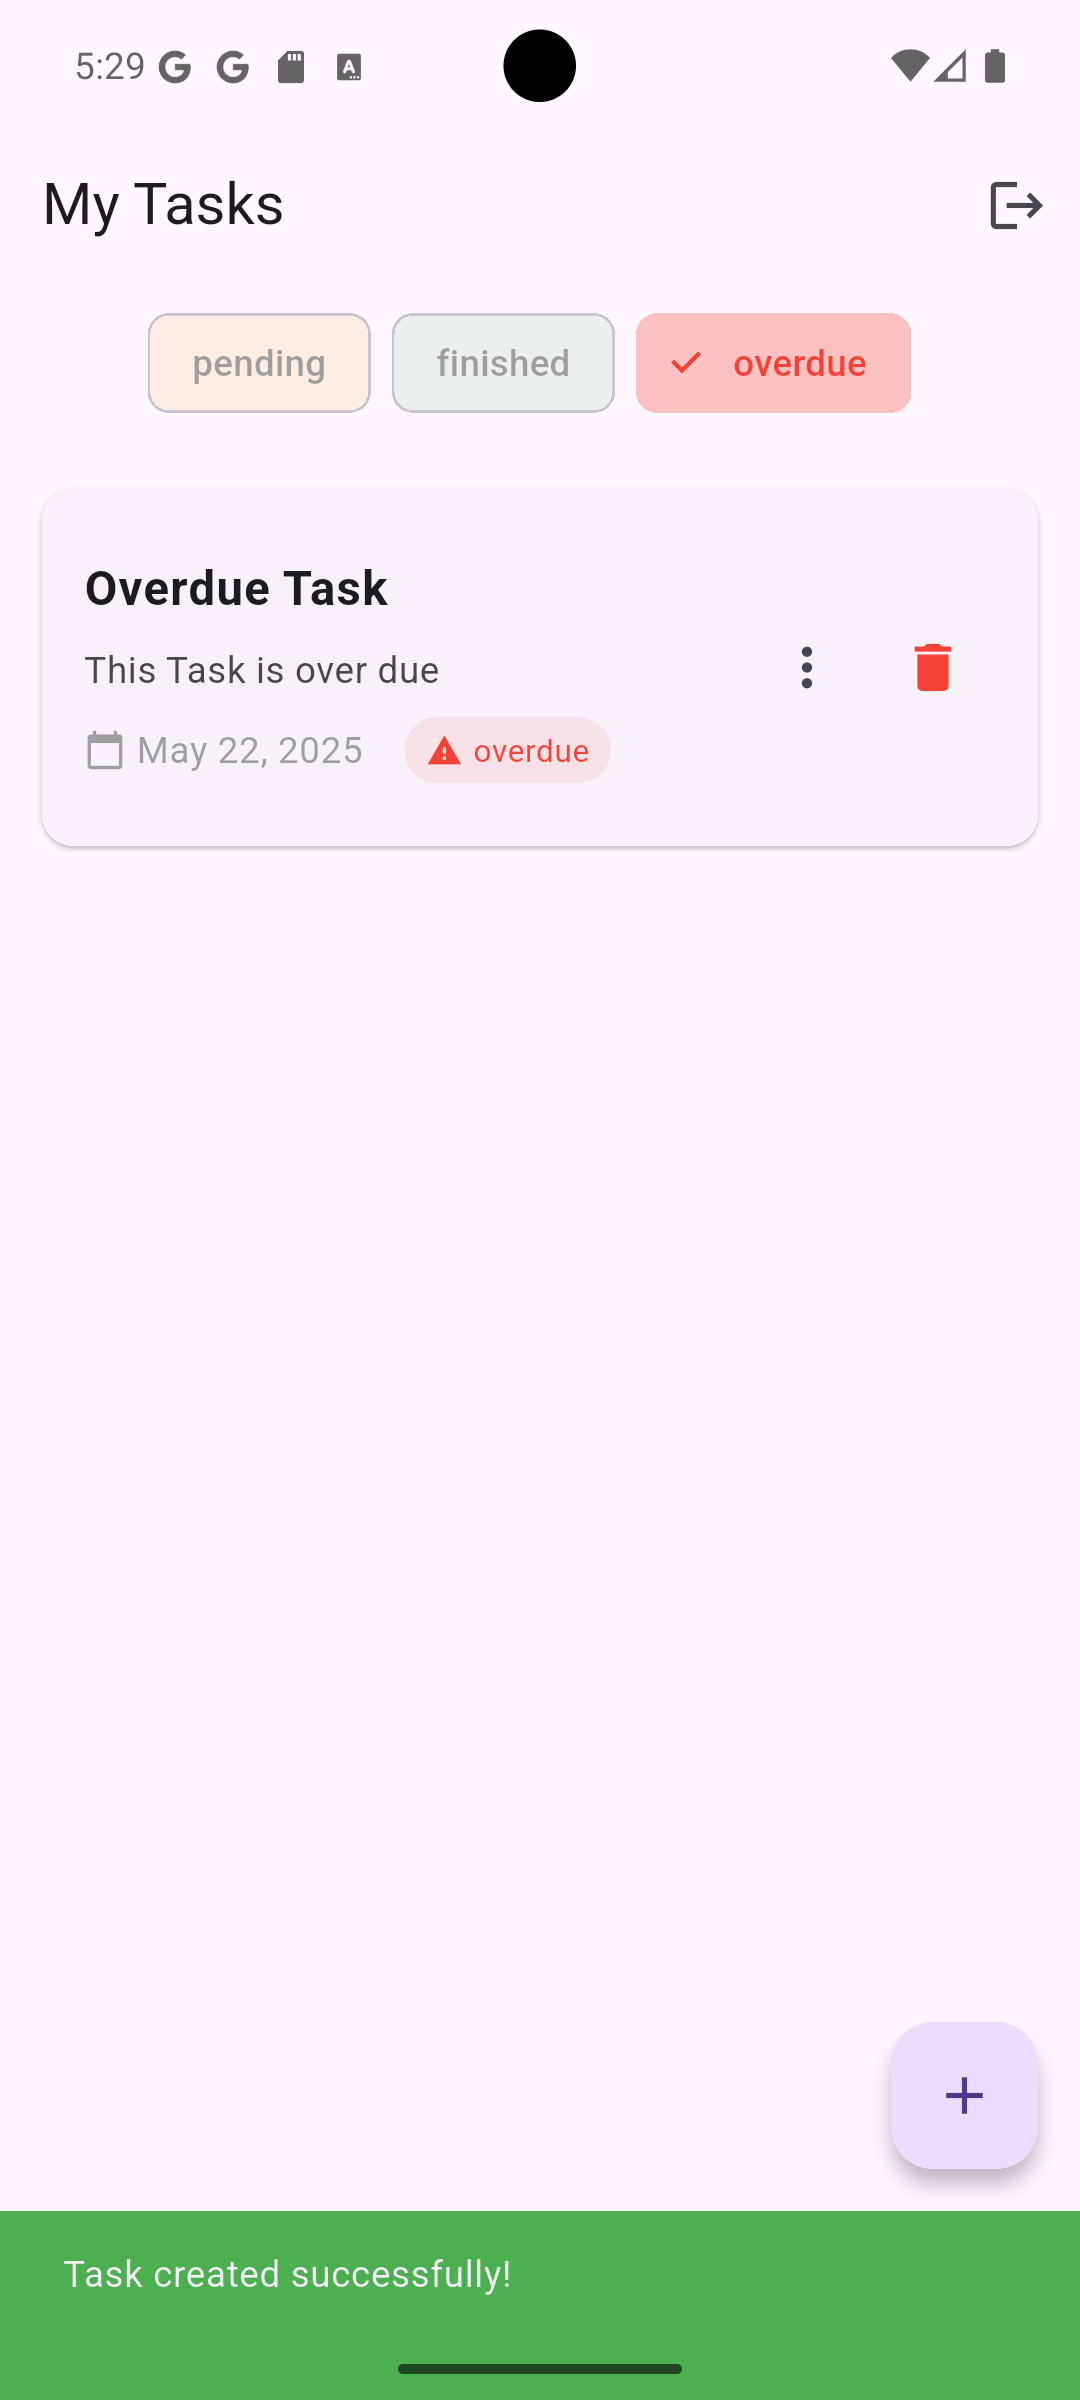 5:29
My Tasks
pending
finished
overdue
Overdue Task
This Task is over due
May 22, 2025
overdue
Task created successfully!